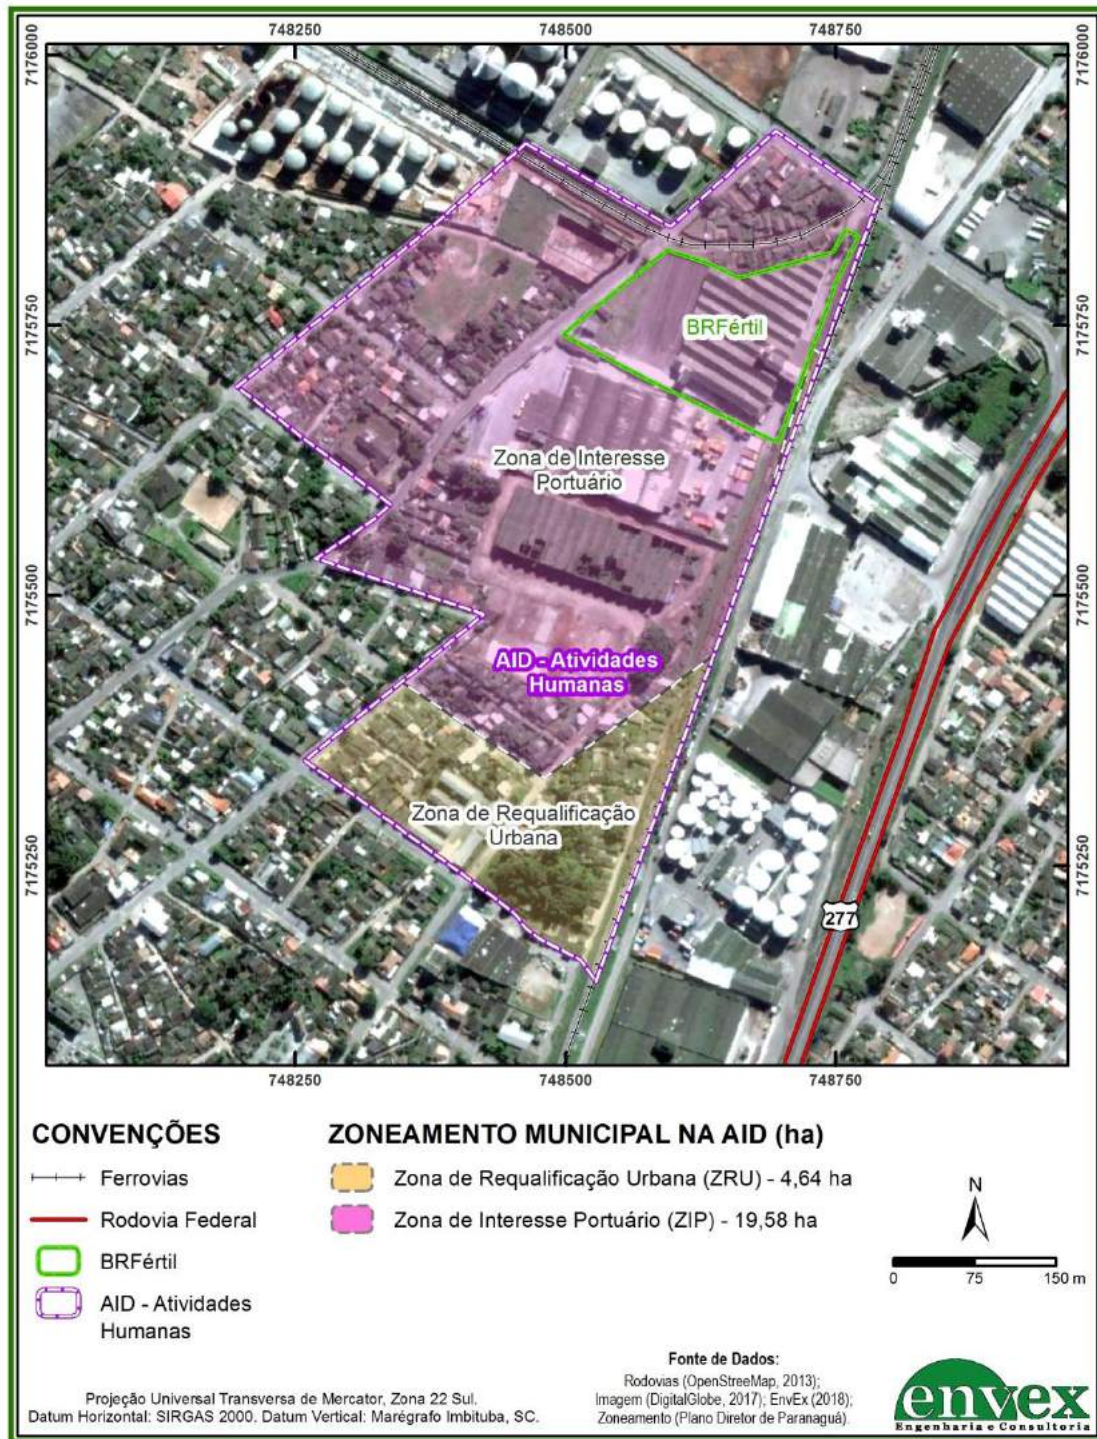 748250
748500
748750
7176000
7176000
BRFértil
7175750
7175750
Zona de Interesse
Portuário
7175500
7175500
AID - Atividades
Humanas
Zona de Requalificação
Urbana
7175250
7175250
277
748250
748500
748750
CONVENÇÕES
Ferrovias
Rodovia Federal
BRFértil
AID - Atividades
Humanas
ZONEAMENTO MUNICIPAL NA AID (ha)
Zona de Requalificação Urbana (ZRU) - 4,64 ha
Zona de Interesse Portuário (ZIP) - 19,58 ha
N
0 75 150 m
Projeção Universal Transversa de Mercator, Zona 22 Sul.
Datum Horizontal: SIRGAS 2000. Datum Vertical: Marégrafo Imbituba, SC.
Fonte de Dados:
Rodovias (OpenStreeMap, 2013);
Imagem (DigitalGlobe, 2017); EnvEx (2018);
Zoneamento (Plano Diretor de Paranaguá).
envex
Engenharia e Consultoria